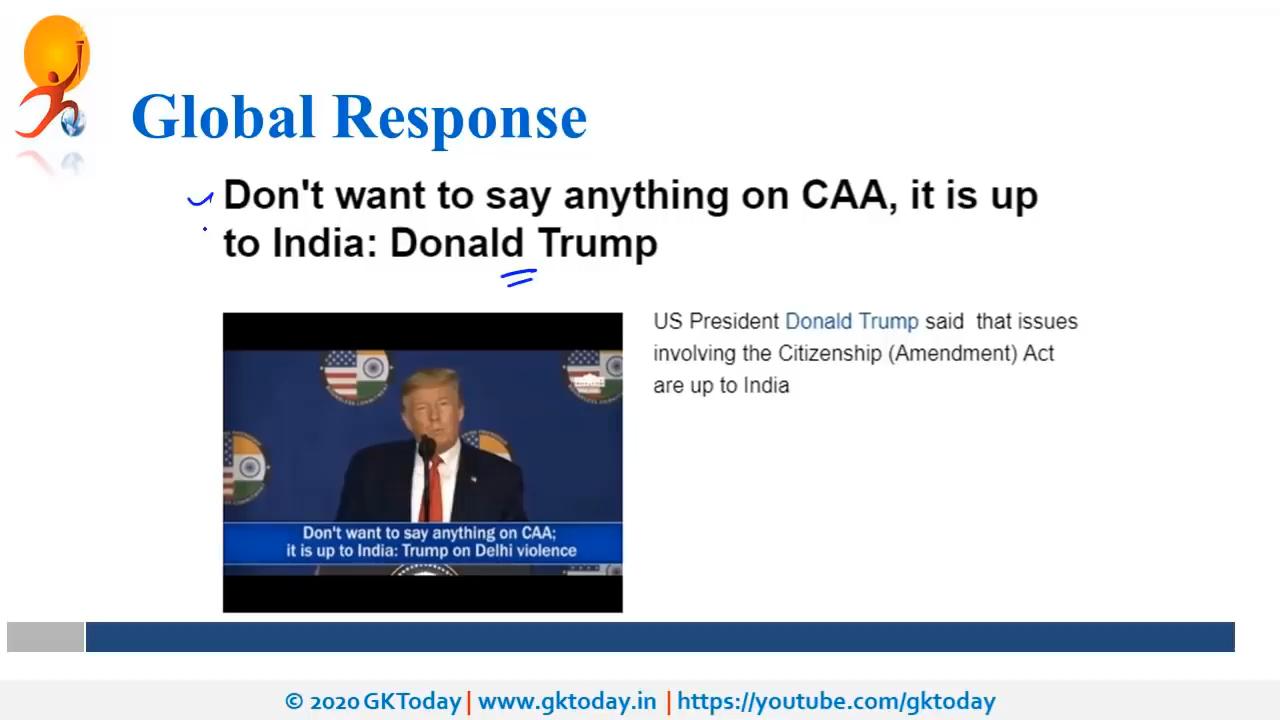 Global Response
Don't want to say anything on CAA, it is up
to India: Donald Trump
US President Donald Trump said that issues
involving the Citizenship (Amendment) Act
are up to India
Don't want to say anything on CAA;
it is up to India: Trump on Delhi violence
© 2020 GKToday | www.gktoday.in | https://youtube.com/gktoday